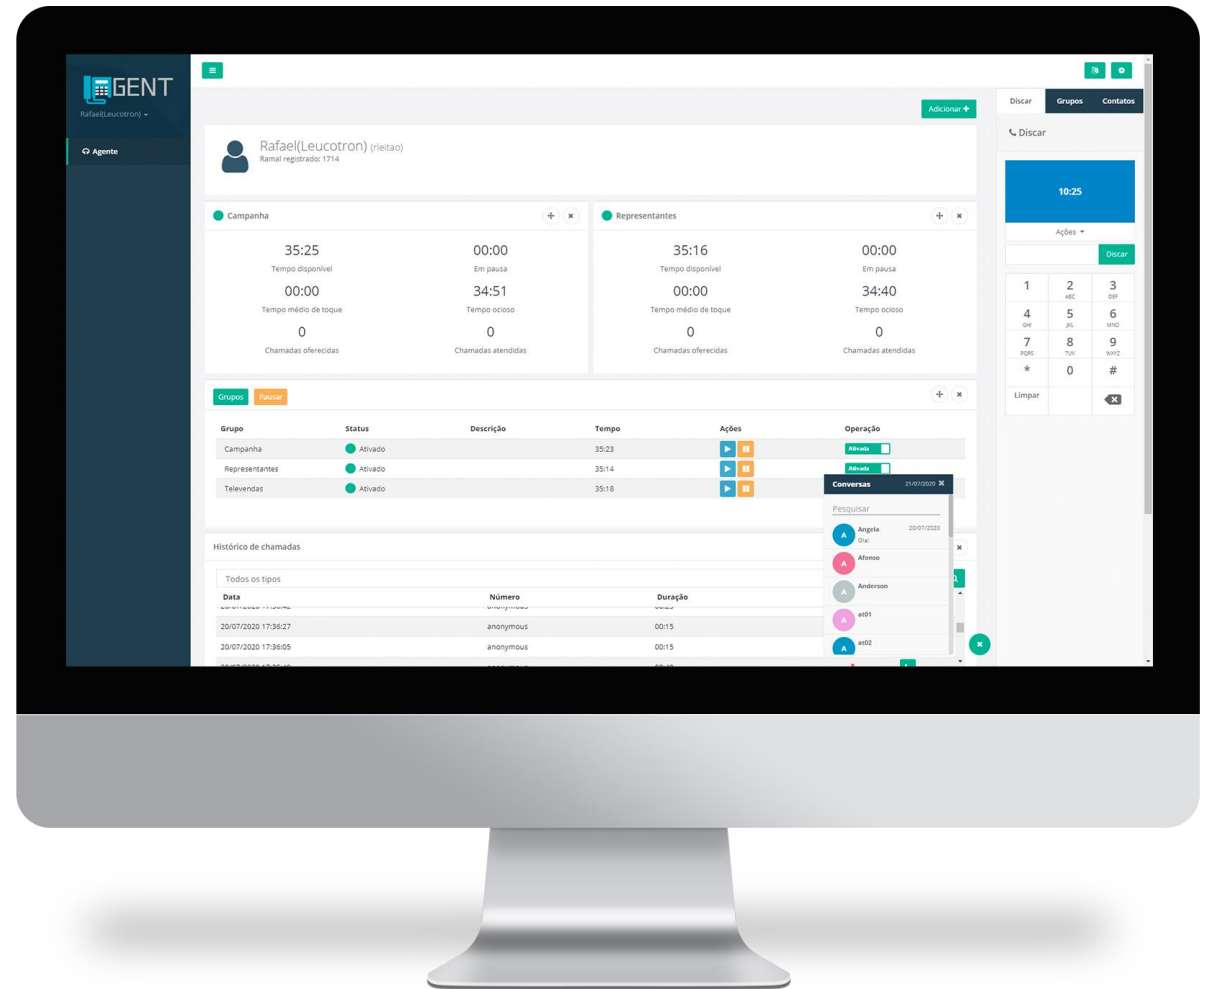 GENT
Rafael(Leucotron)
Agente
Adicionar
Rafael(Leucotron) (rleitao)
Ramal registrado: 1714
Campanha
35:25
00:00
Tempo disponível
Em pausa
00:00
34:51
Tempo médio de toque
Tempo ocioso
0
0
Chamadas oferecidas
Chamadas atendidas
Representantes
35:16
00:00
Tempo disponível
Em pausa
00:00
34:40
Tempo médio de toque
Tempo ocioso
0
0
Chamadas oferecidas
Chamadas atendidas
Grupos Pausar
Grupo Status Descrição Tempo Ações Operação
Campanha Ativado 35:23 Ativada
Representantes Ativado 35:14 Ativada
Televendas Ativado 35:18
Histórico de chamadas
Todos os tipos
Data Número Duração
20/07/2020 17:36:27 anonymous 00:15
20/07/2020 17:36:05 anonymous 00:15
Conversas 21/07/2020
Pesquisar
A Angela 20/07/2020
Ola!
A Afonso
A Anderson
A at01
A at02
Discar Grupos Contatos
Discar
10:25
Ações
Discar
1 2 3
ABC DEF
4 5 6
GHI JKL MNO
7 8 9
PQRS TUV WXYZ
* 0 #
Limpar